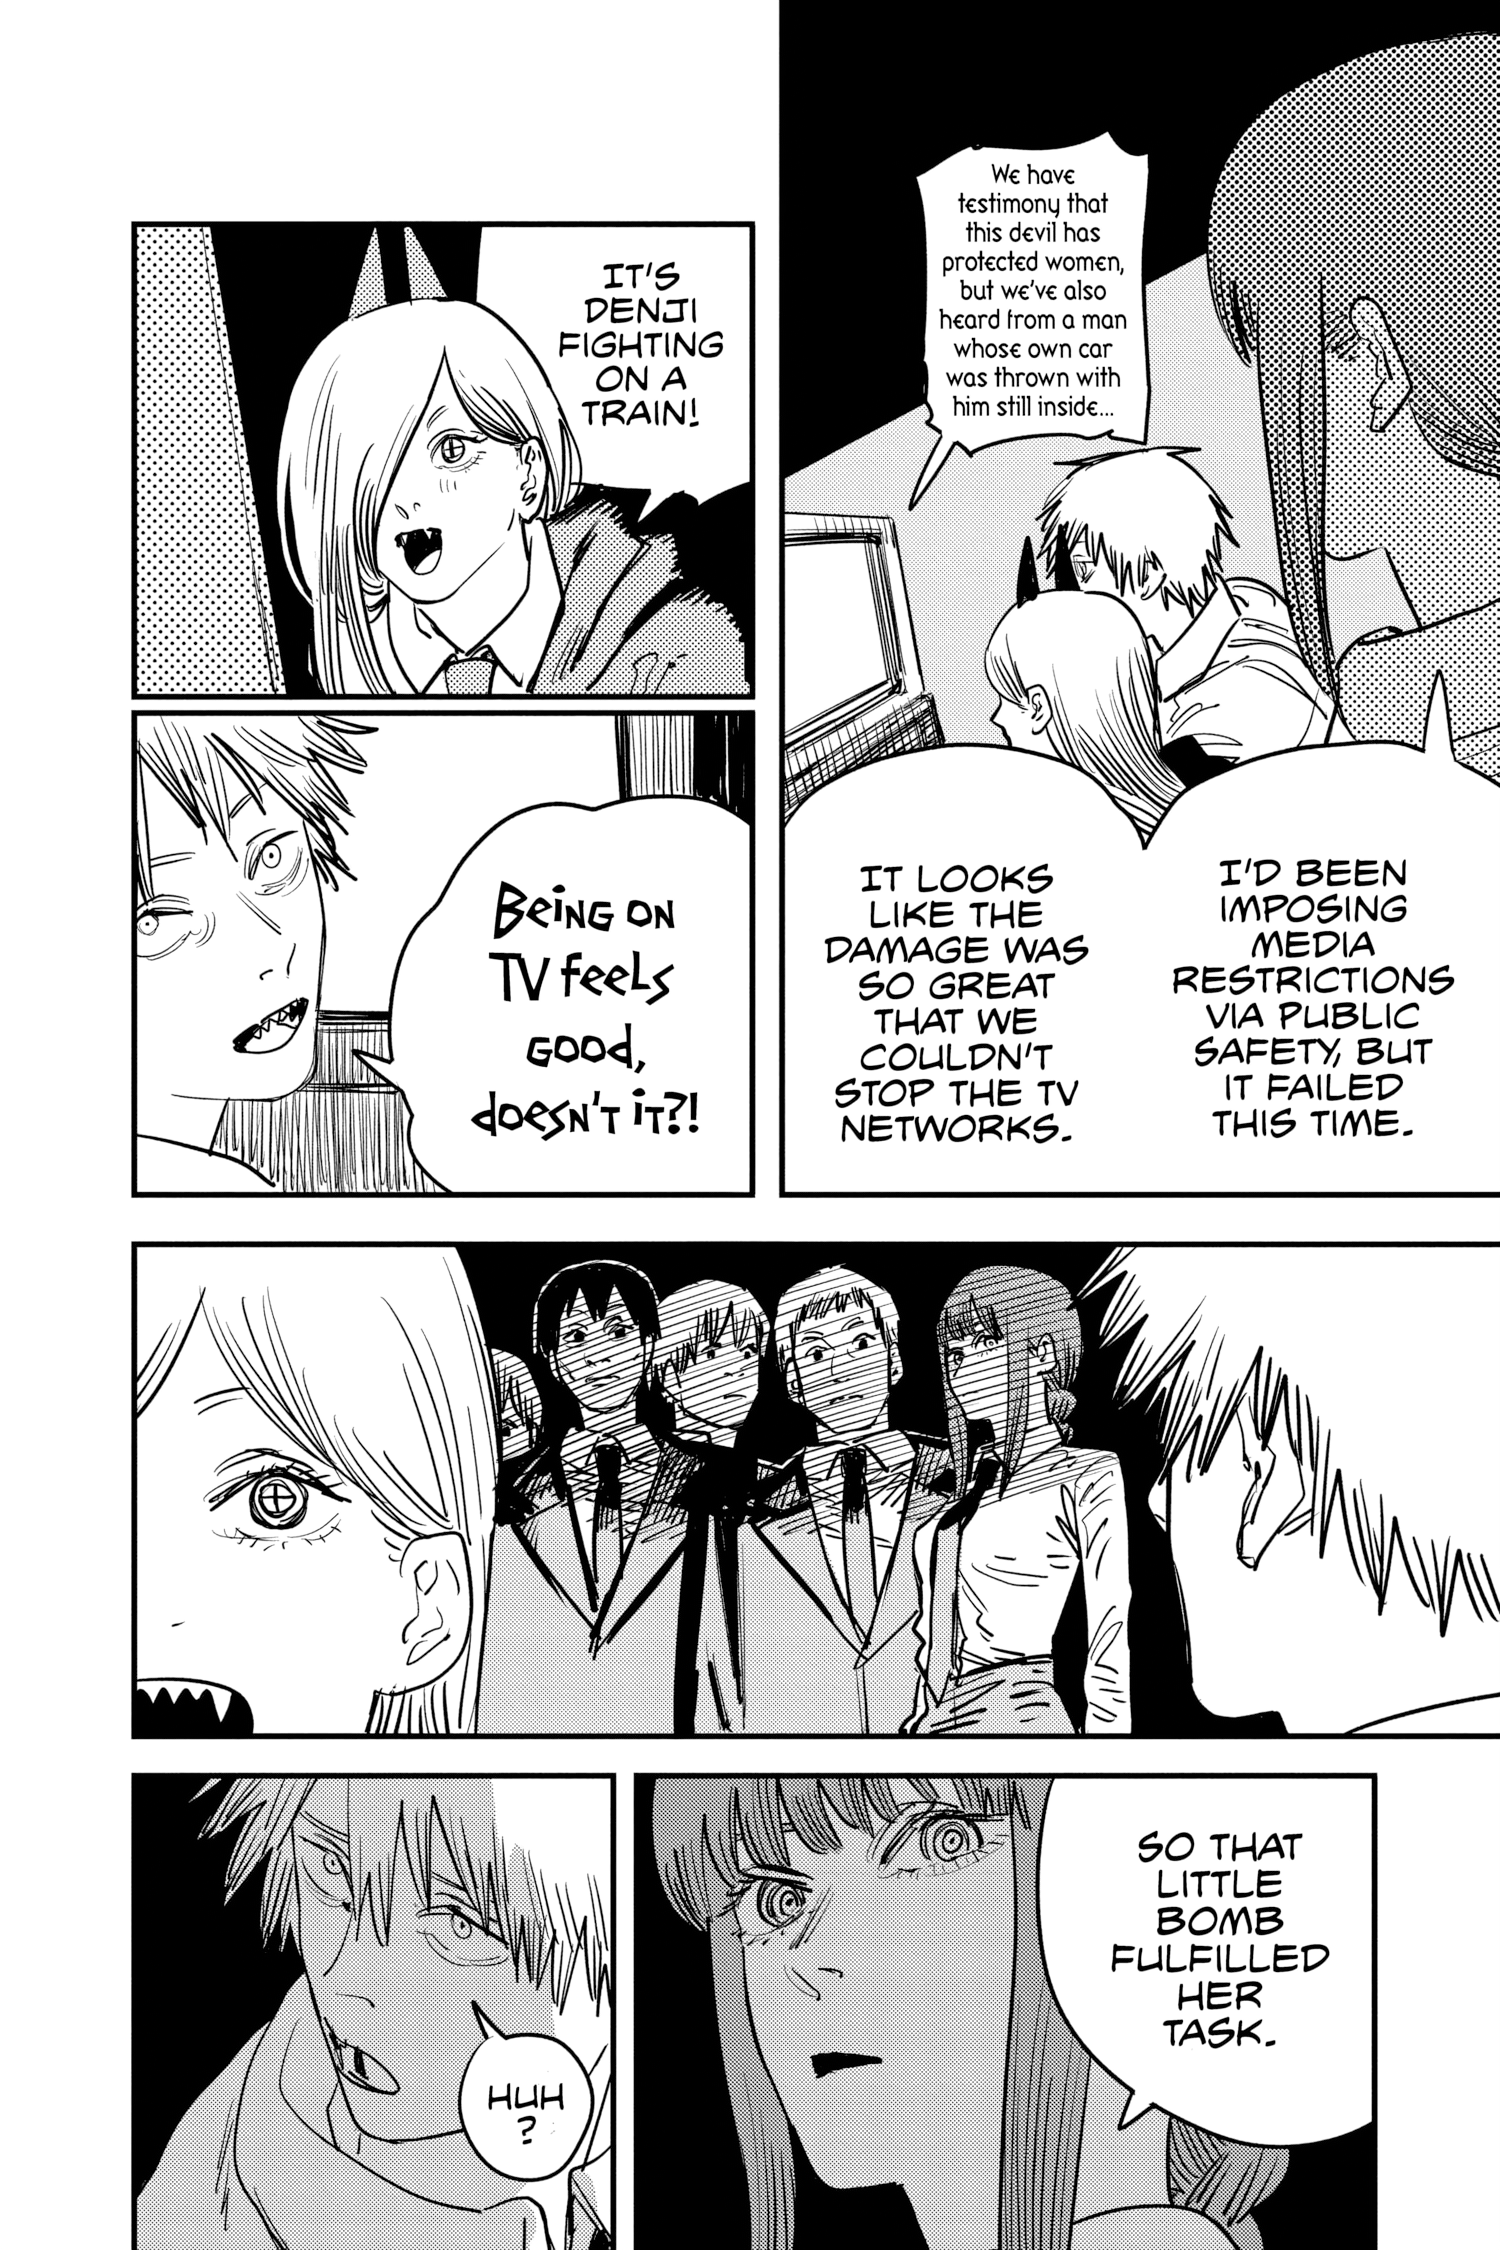 We have
testimony that
this devil has
protected women,
but we've also
heard from a man
whose own car
was thrown with
him still inside...
I'D BEEN
IMPOSING
MEDIA
RESTRICTIONS
VIA PUBLIC
SAFETY, BUT
IT FAILED
THIS TIME.
IT LOOKS
LIKE THE
DAMAGE WAS
SO GREAT
THAT WE
COULDN'T
STOP THE TV
NETWORKS.
IT'S
DENJI
FIGHTING
ON A
TRAIN!
Being on
TV feels
good,
doesn't it?!
SO THAT
LITTLE
BOMB
FULFILLED
HER
TASK.
HUH
?